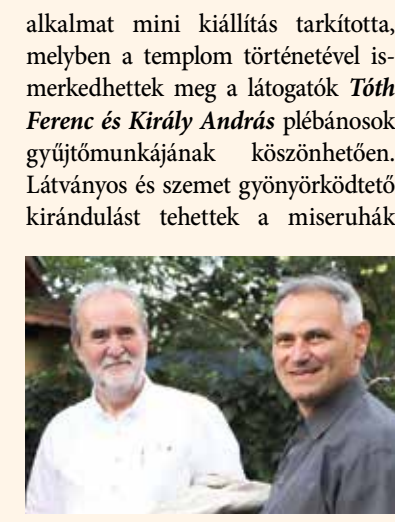 alkalmat mini kiállítás tarkította,
melyben a templom történetével is-
merkedhettek meg a látogatók Tóth
Ferenc és Király András plébánosok
gyűjtőmunkájának köszönhetően.
Látványos és szemet gyönyörködtető
kirándulást tehettek a miseruhák